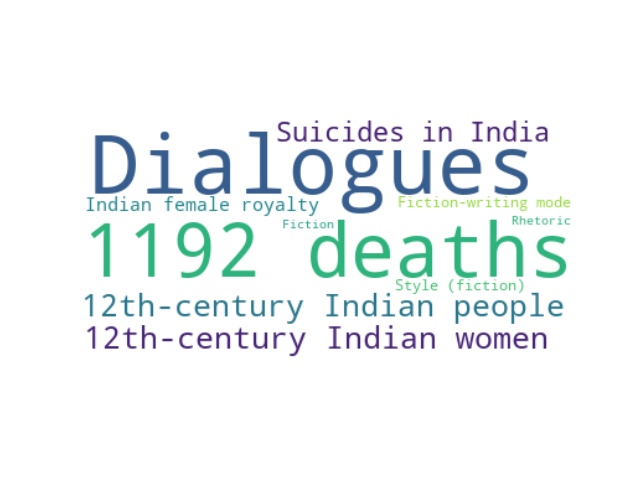 Suicides in India
Dialogues
Indian female royalty
Fiction-writing mode
Rhetoric
Fiction
1192 deaths
Style (fiction)
12th-century Indian people
12th-century Indian women